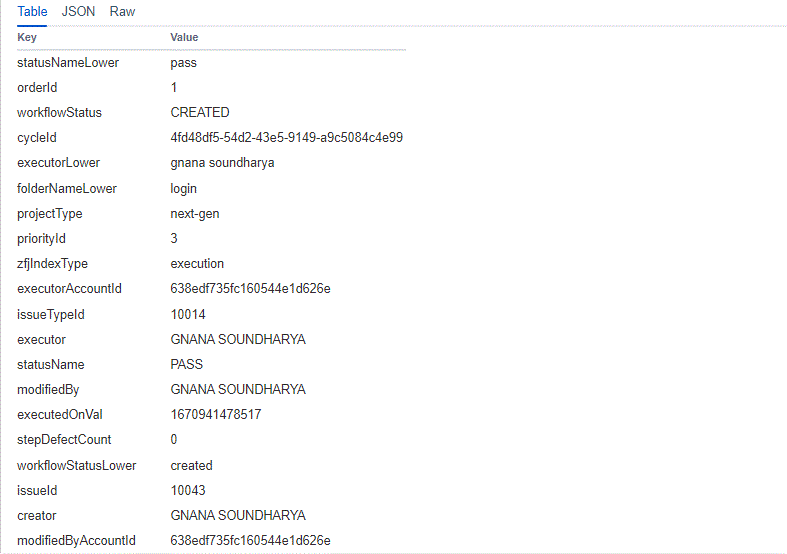 Table JSON Raw
Key Value
statusNameLower pass
orderId 1
workflowStatus CREATED
cycleId 4fd48df5-54d2-43e5-9149-a9c5084c4e99
executorLower gnana soundharya
folderNameLower login
projectType next-gen
priorityId 3
zfjIndexType execution
executorAccountId 638edf735fc160544e1d626e
issueTypeId 10014
executor GNANA SOUNDHARYA
statusName PASS
modifiedBy GNANA SOUNDHARYA
executedOnVal 1670941478517
stepDefectCount 0
workflowStatusLower created
issueId 10043
creator GNANA SOUNDHARYA
modifiedByAccountId 638edf735fc160544e1d626e